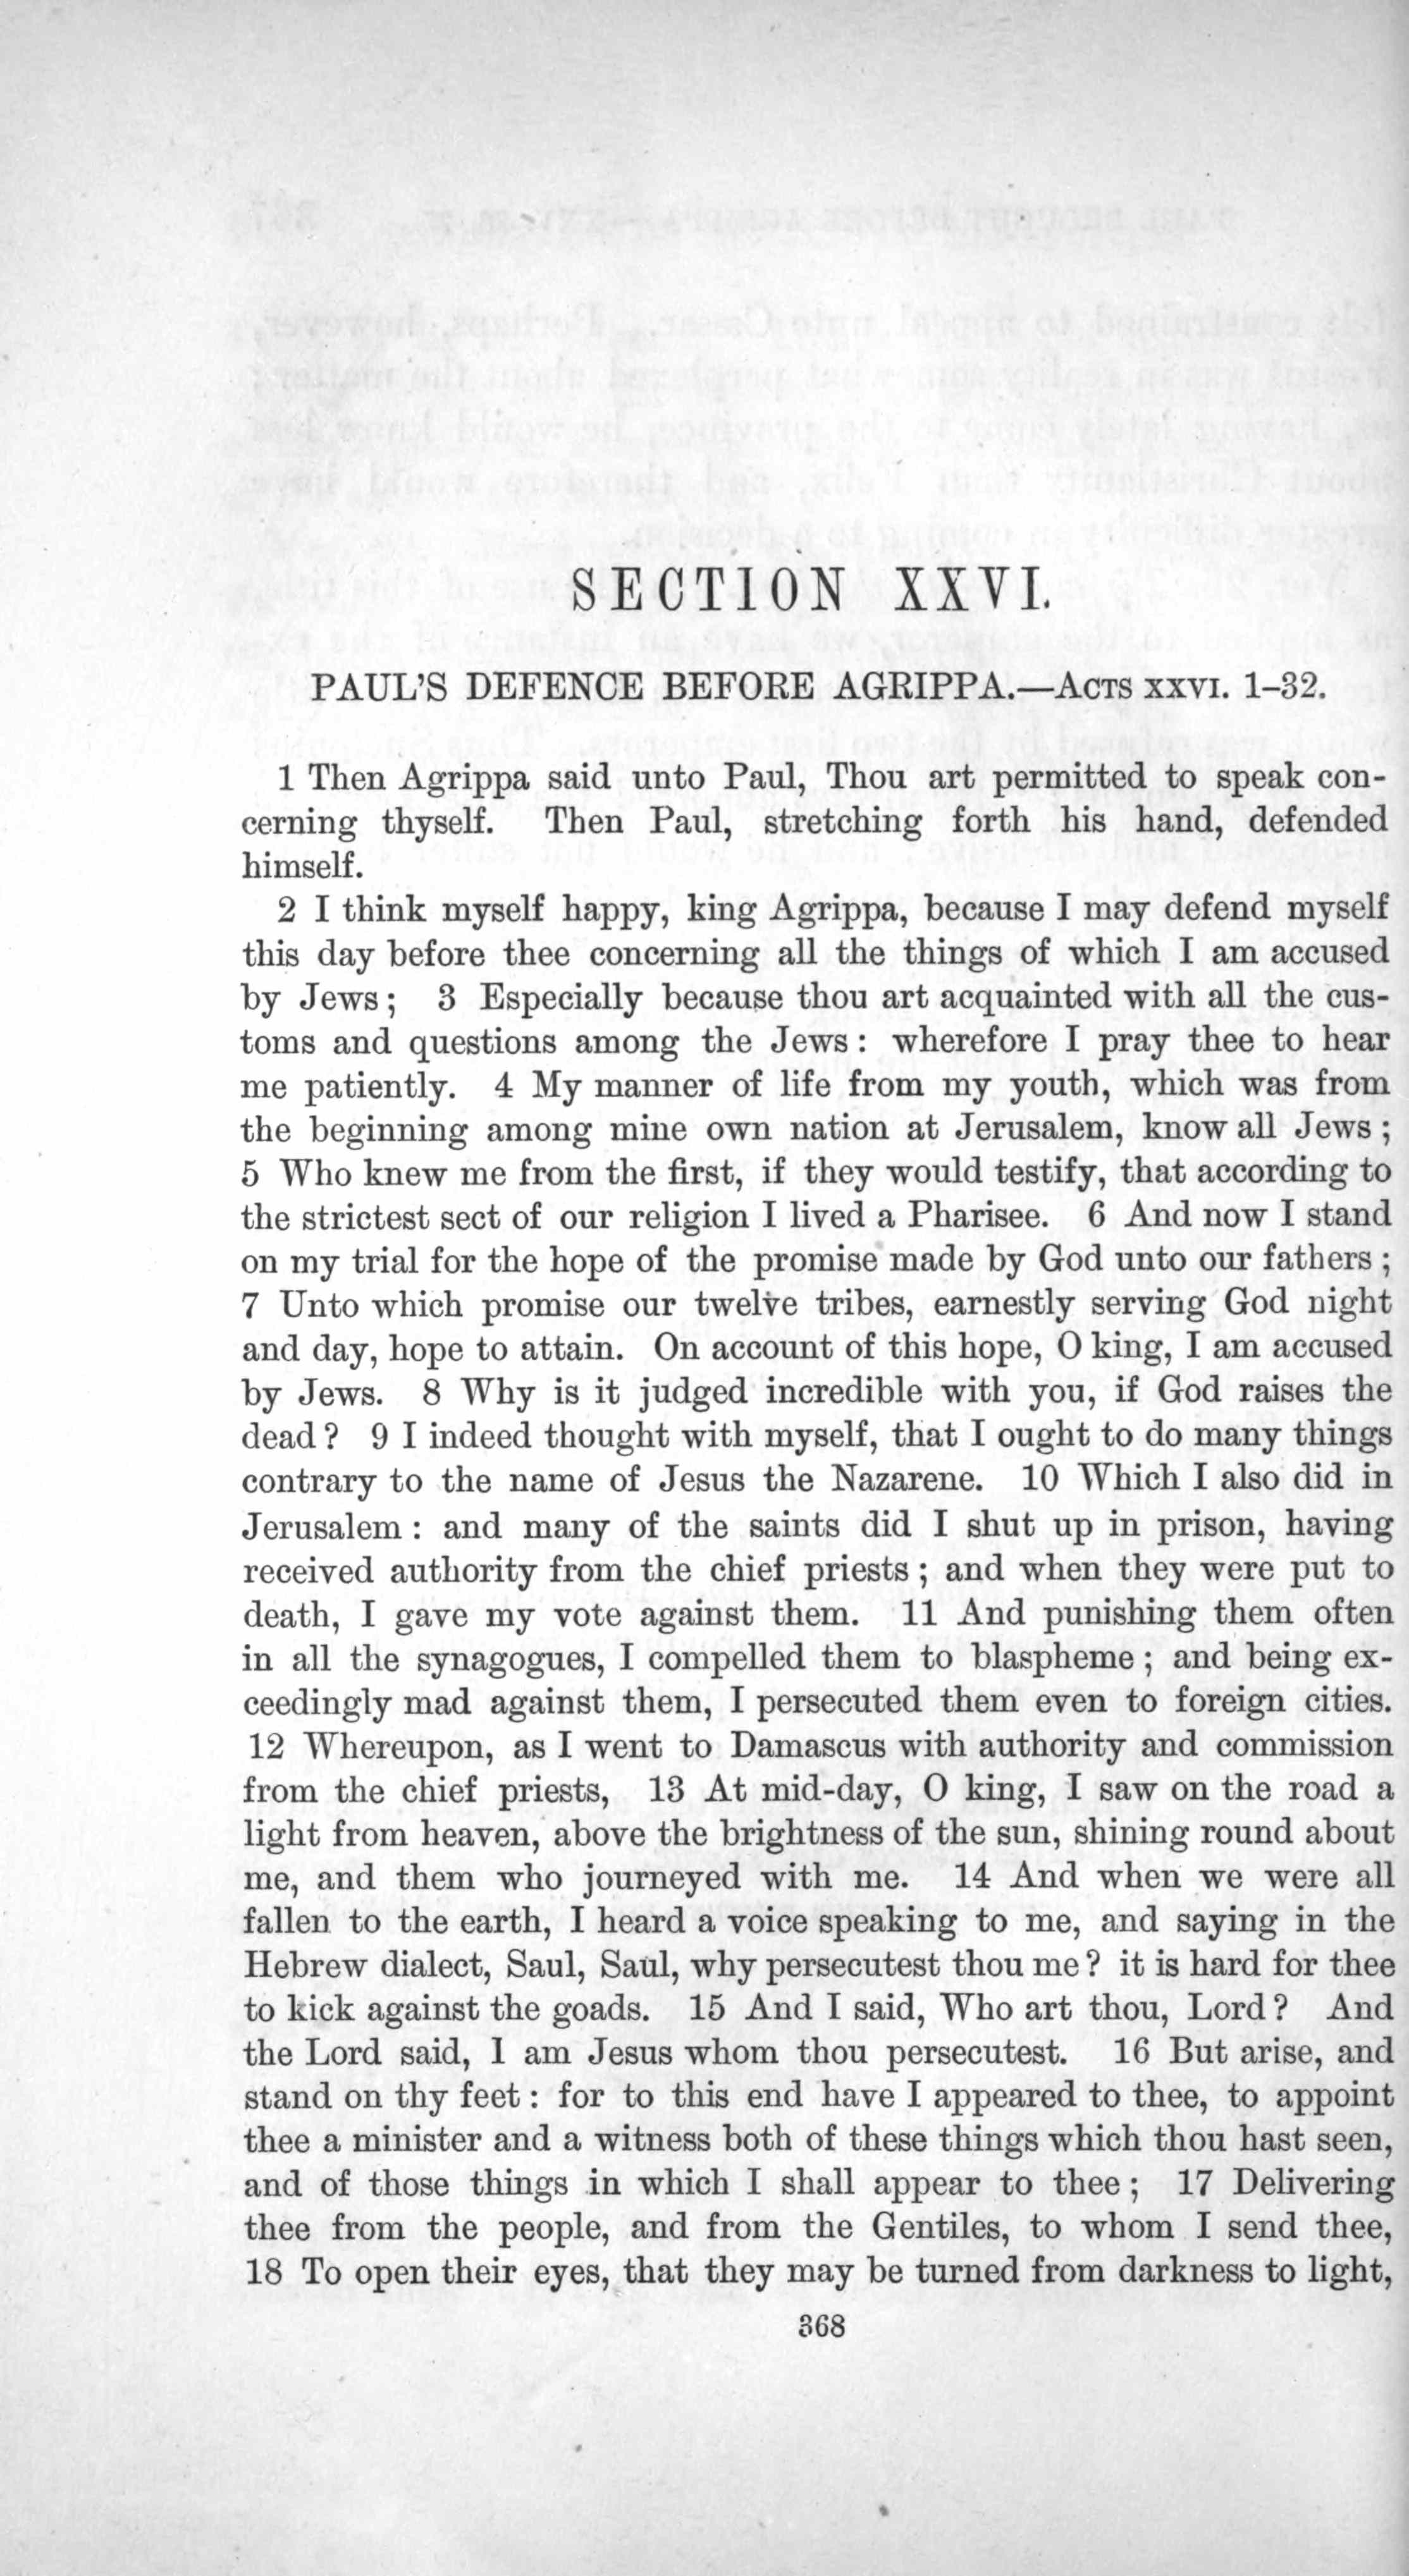 SECTION XXVI.
PAUL'S DEFENCE BEFORE AGRIPPA.—ACTS XXVI. 1–32.
1 Then Agrippa said unto Paul, Thou art permitted to speak con-
cerning thyself. Then Paul, stretching forth his hand, defended
himself.
2 I think myself happy, king Agrippa, because I may defend myself
this day before thee concerning all the things of which I am accused
by Jews; 3 Especially because thou art acquainted with all the cus-
toms and questions among the Jews: wherefore I pray thee to hear
me patiently. 4 My manner of life from my youth, which was from
the beginning among mine own nation at Jerusalem, know all Jews;
5 Who knew me from the first, if they would testify, that according to
the strictest sect of our religion I lived a Pharisee. 6 And now I stand
on my trial for the hope of the promise made by God unto our fathers;
7 Unto which promise our twelve tribes, earnestly serving God night
and day, hope to attain. On account of this hope, O king, I am accused
by Jews. 8 Why is it judged incredible with you, if God raises the
dead? 9 I indeed thought with myself, that I ought to do many things
contrary to the name of Jesus the Nazarene. 10 Which I also did in
Jerusalem: and many of the saints did I shut up in prison, having
received authority from the chief priests; and when they were put to
death, I gave my vote against them. 11 And punishing them often
in all the synagogues, I compelled them to blaspheme; and being ex-
ceedingly mad against them, I persecuted them even to foreign cities.
12 Whereupon, as I went to Damascus with authority and commission
from the chief priests, 13 At mid-day, O king, I saw on the road a
light from heaven, above the brightness of the sun, shining round about
me, and them who journeyed with me. 14 And when we were all
fallen to the earth, I heard a voice speaking to me, and saying in the
Hebrew dialect, Saul, Saul, why persecutest thou me? it is hard for thee
to kick against the goads. 15 And I said, Who art thou, Lord? And
the Lord said, I am Jesus whom thou persecutest. 16 But arise, and
stand on thy feet: for to this end have I appeared to thee, to appoint
thee a minister and a witness both of these things which thou hast seen,
and of those things in which I shall appear to thee; 17 Delivering
thee from the people, and from the Gentiles, to whom I send thee,
18 To open their eyes, that they may be turned from darkness to light,
368